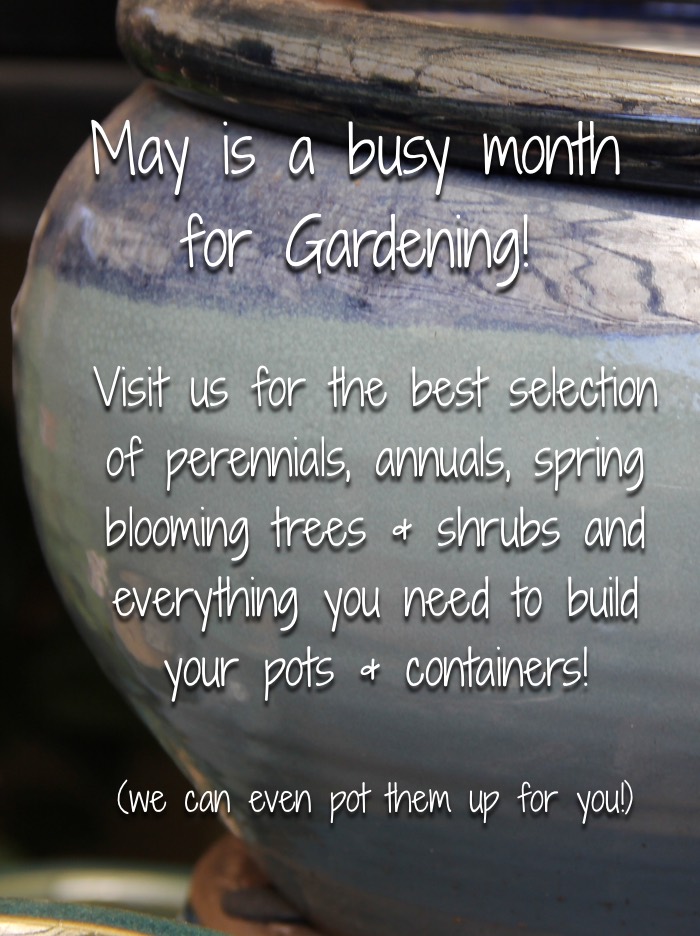 May is a busy month
for Gardening!
Visit us for the best selection
of perennials, annuals, spring
blooming trees & shrubs and
everything you need to build
your pots & containers!
(we can even pot them up for you!)